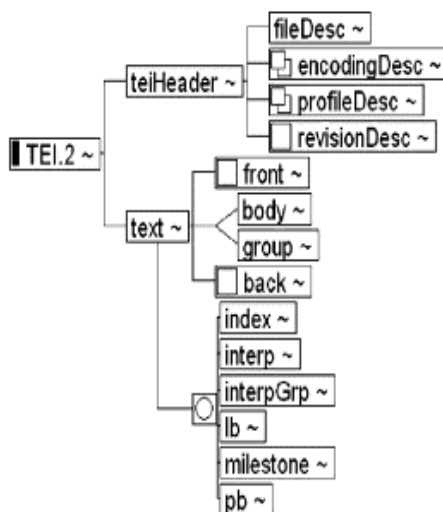 fileDesc ~
encodingDesc ~
teiHeader ~
profileDesc ~
revisionDesc ~
TEI.2 ~
front ~
body ~
text ~
group ~
back ~
index ~
interp ~
interpGrp ~
lb ~
milestone ~
pb ~